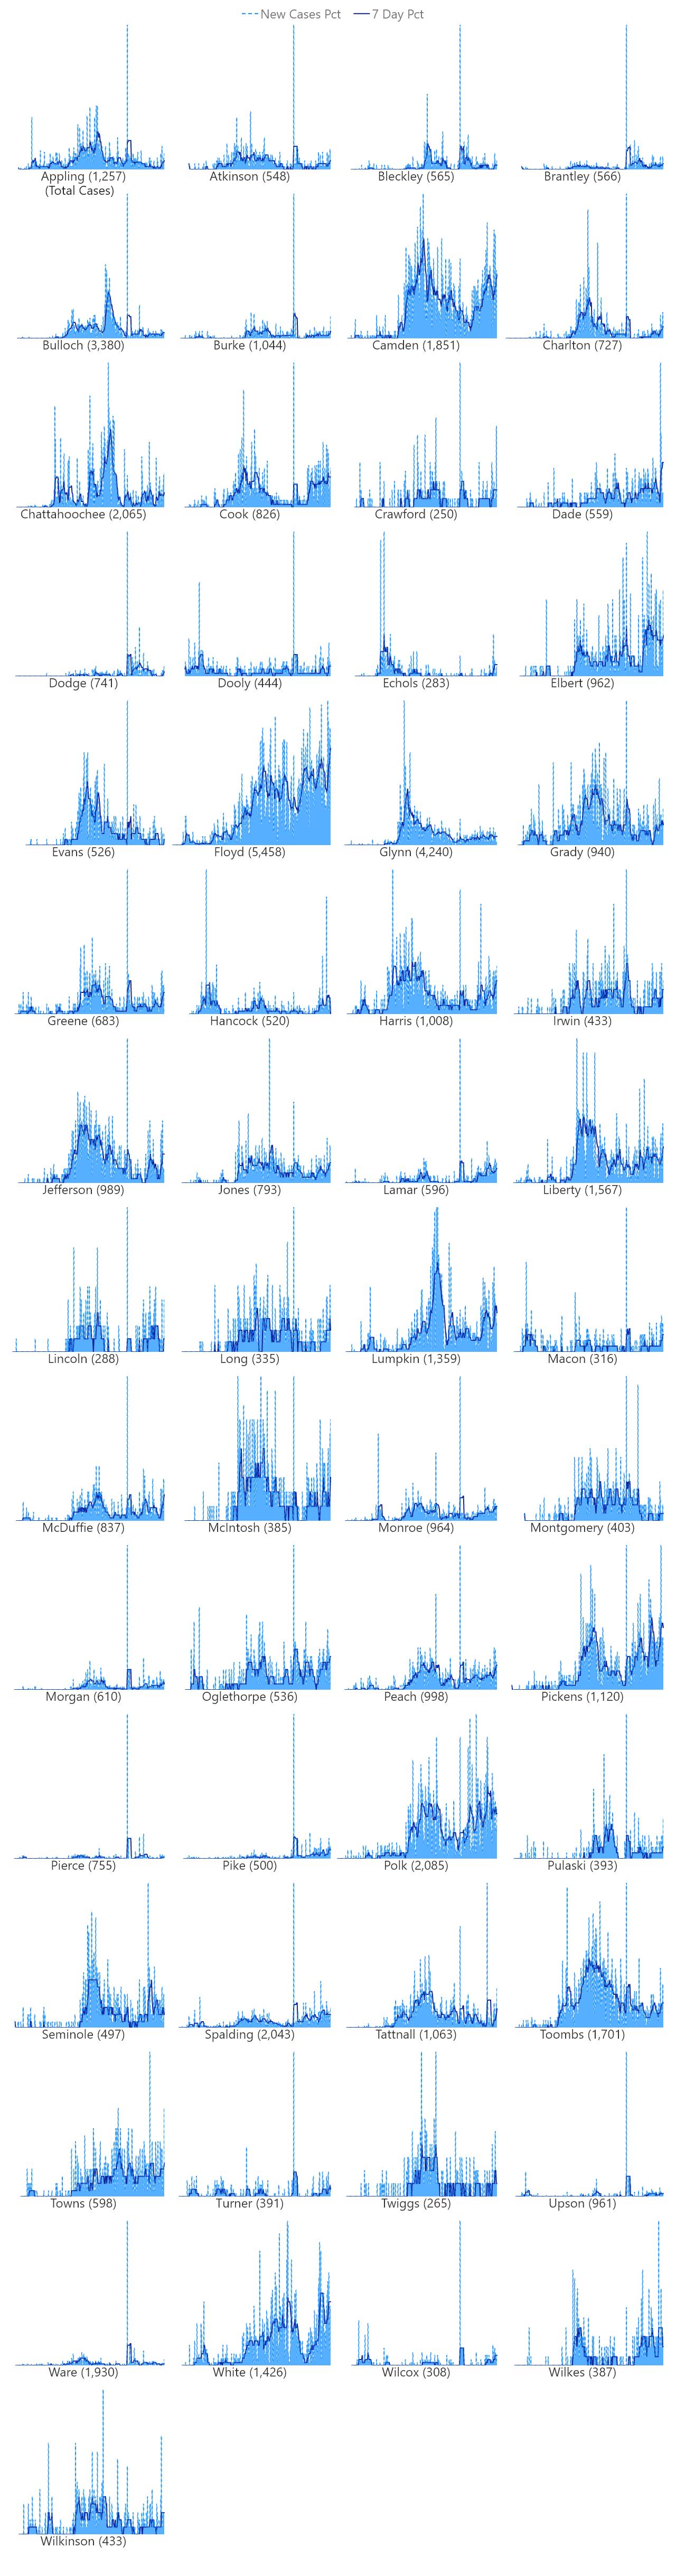 New Cases Pct 7 Day Pct
Appling (1,257) Atkinson (548) Bleckley (565) Brantley (566)
(Total Cases)
Bulloch (3,380) Burke (1,044) Camden (1,851) Charlton (727)
Chattahoochee (2,065) Cook (826) Crawford (250) Dade (559)
Dodge (741) Dooly (444) Echols (283) Elbert (962)
Evans (526) Floyd (5,458) Glynn (4,240) Grady (940)
Greene (683) Hancock (520) Harris (1,008) Irwin (433)
Jefferson (989) Jones (793) Lamar (596) Liberty (1,567)
Lincoln (288) Long (335) Lumpkin (1,359) Macon (316)
McDuffie (837) McIntosh (385) Monroe (964) Montgomery (403)
Morgan (610) Oglethorpe (536) Peach (998) Pickens (1,120)
Pierce (755) Pike (500) Polk (2,085) Pulaski (393)
Seminole (497) Spalding (2,043) Tattnall (1,063) Toombs (1,701)
Towns (598) Turner (391) Twiggs (265) Upson (961)
Ware (1,930) White (1,426) Wilcox (308) Wilkes (387)
Wilkinson (433)